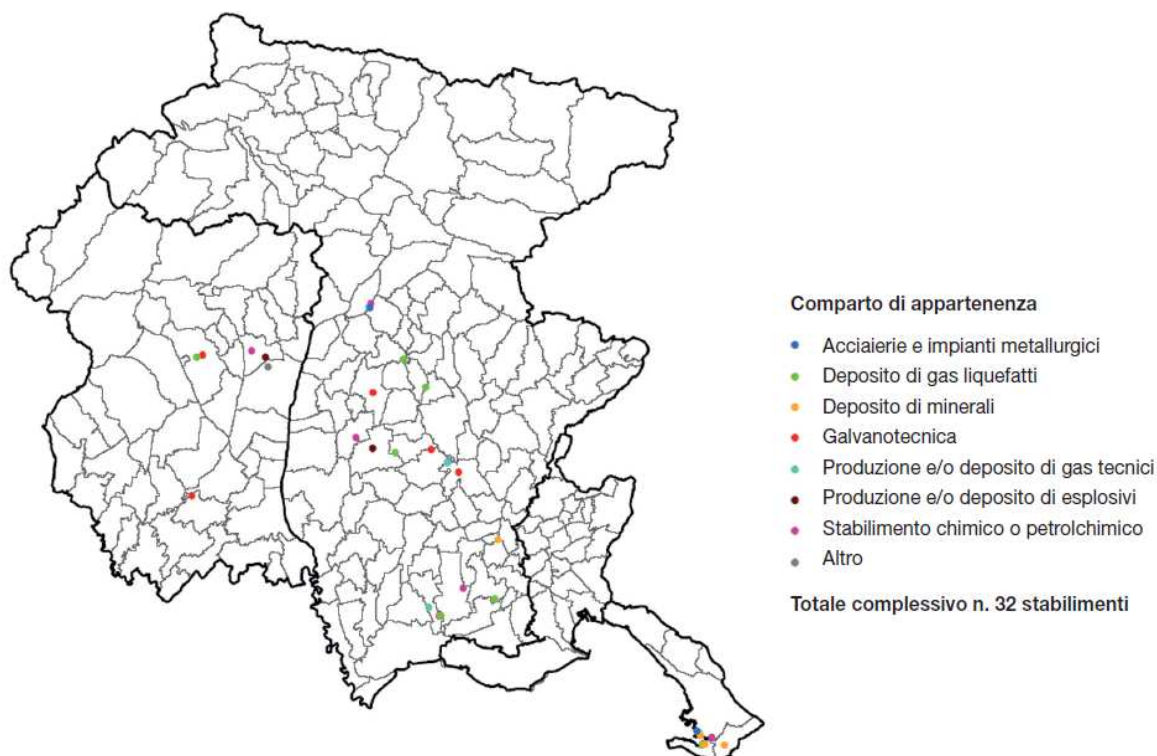 Comparto di appartenenza
Acciaierie e impianti metallurgici
Deposito di gas liquefatti
Deposito di minerali
Galvanotecnica
Produzione e/o deposito di gas tecnici
Produzione e/o deposito di esplosivi
Stabilimento chimico o petrolchimico
Altro
Totale complessivo n. 32 stabilimenti